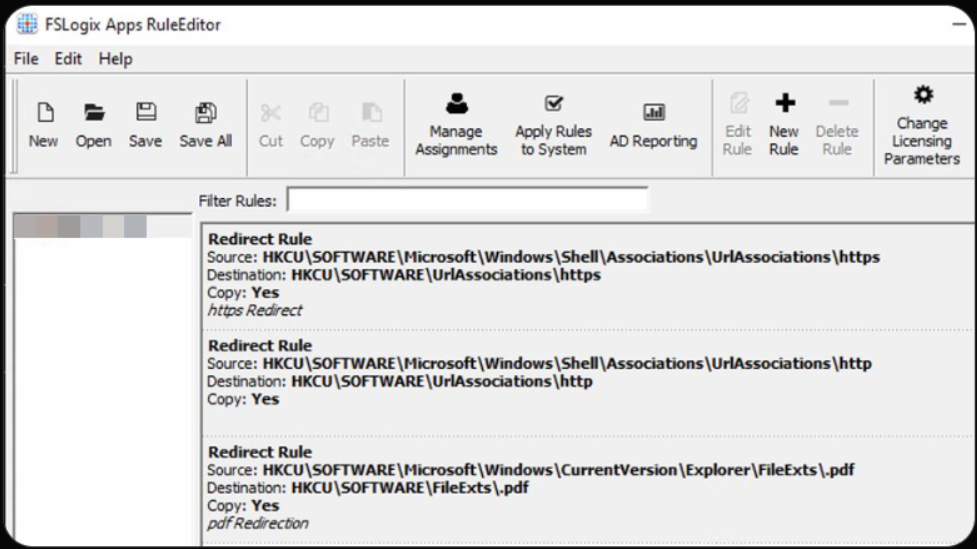 FSLogix Apps RuleEditor
File Edit Help
New Open Save Save All Cut Copy Paste Manage Assignments Apply Rules to System AD Reporting Edit Rule New Rule Delete Rule Change Licensing Parameters
Filter Rules:
Redirect Rule
Source: HKCU\SOFTWARE\Microsoft\Windows\Shell\Associations\UrlAssociations\https
Destination: HKCU\SOFTWARE\UrlAssociations\https
Copy: Yes
https Redirect
Redirect Rule
Source: HKCU\SOFTWARE\Microsoft\Windows\Shell\Associations\UrlAssociations\http
Destination: HKCU\SOFTWARE\UrlAssociations\http
Copy: Yes
Redirect Rule
Source: HKCU\SOFTWARE\Microsoft\Windows\CurrentVersion\Explorer\FileExts\.pdf
Destination: HKCU\SOFTWARE\FileExts\.pdf
Copy: Yes
pdf Redirection